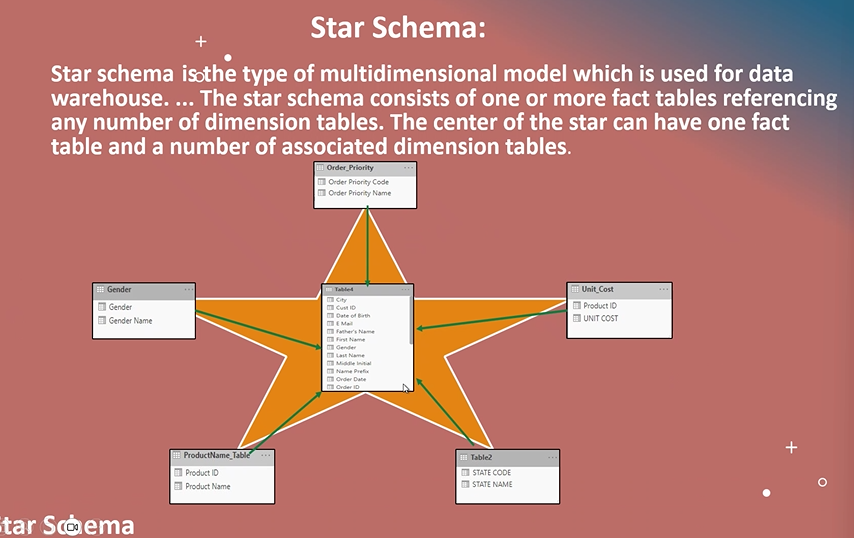 Star Schema:
Star schema is the type of multidimensional model which is used for data
warehouse. ... The star schema consists of one or more fact tables referencing
any number of dimension tables. The center of the star can have one fact
table and a number of associated dimension tables.
Order_Priority
Order Priority Code
Order Priority Name
Gender
Gender
Gender Name
Table4
City
Cust ID
Date of Birth
E Mail
Father's Name
First Name
Gender
Last Name
Middle Initial
Name Prefix
Order Date
Order ID
Unit_Cost
Product ID
UNIT COST
ProductName_Table
Product ID
Product Name
Table2
STATE CODE
STATE NAME
Star Schema